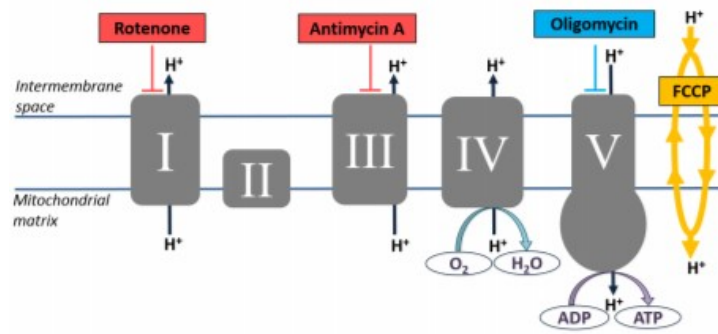 Rotenone
Antimycin A
Oligomycin
H⁺
H⁺
H⁺
H⁺
H⁺
Intermembrane
space
FCCP
I
II
III
IV
V
Mitochondrial
matrix
H⁺
H⁺
H⁺
H⁺
O₂
H₂O
H⁺
ADP
ATP